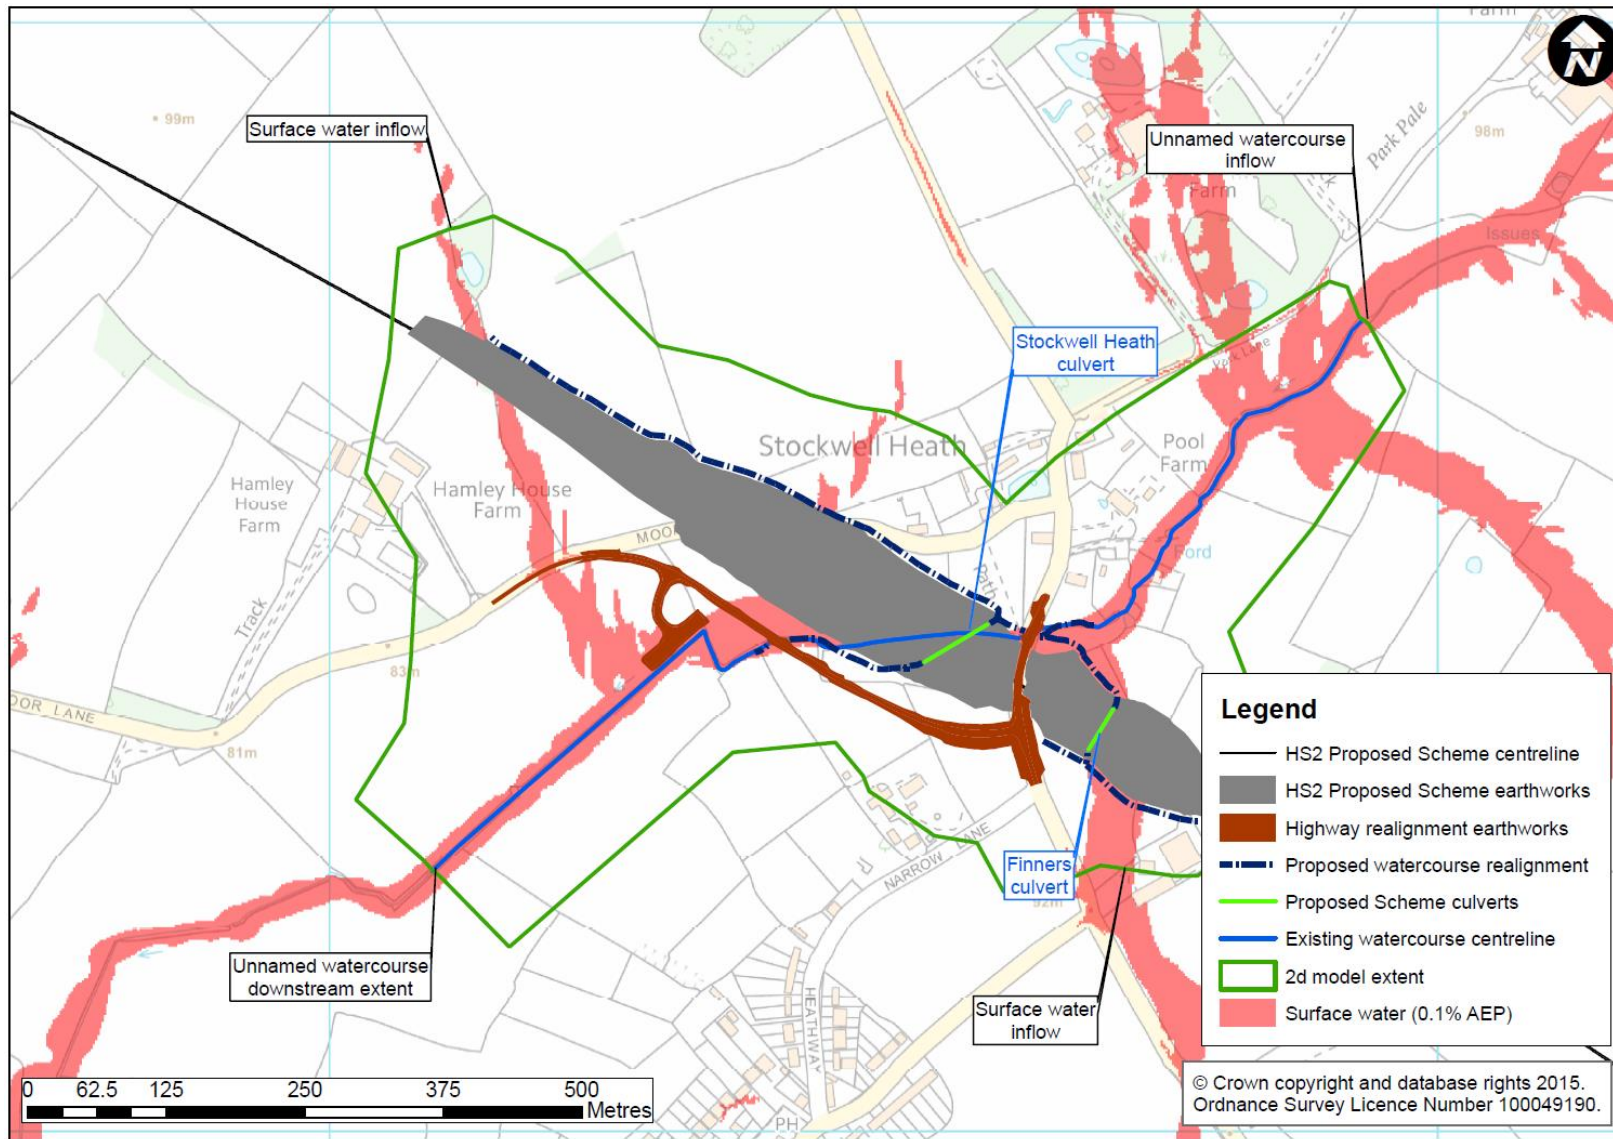 Farm
N
99m
Surface water inflow
Unnamed watercourse
inflow
Park Pale
98m
Farm
Issues
Stockwell Heath
culvert
Stockwell Heath
Pool
Farm
Hamley
House
Farm
Hamley House
Farm
MOO
Ford
Path
Track
83m
OOR LANE
81m
NARROW LANE
Finners
culvert
92m
Unnamed watercourse
downstream extent
Surface water
inflow
HEATHWAY
PH
Legend
HS2 Proposed Scheme centreline
HS2 Proposed Scheme earthworks
Highway realignment earthworks
Proposed watercourse realignment
Proposed Scheme culverts
Existing watercourse centreline
2d model extent
Surface water (0.1% AEP)
0 62.5 125 250 375 500
Metres
© Crown copyright and database rights 2015.
Ordnance Survey Licence Number 100049190.